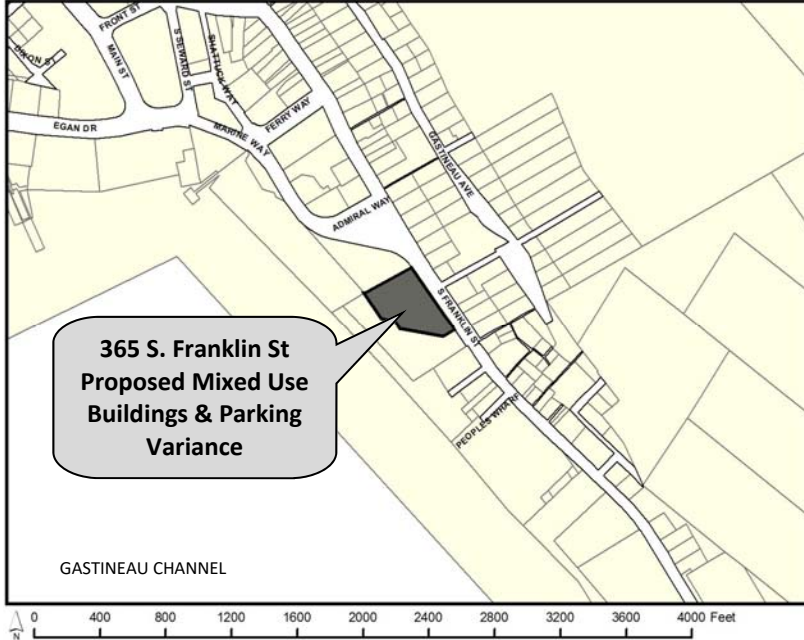 FRONT ST
DIXON ST
MAIN ST
S SEWARD ST
SHATTUCK WAY
FERRY WAY
EGAN DR
MARINE WAY
GASTINEAU AVE
ADMIRAL WAY
S FRANKLIN ST
365 S. Franklin St
Proposed Mixed Use
Buildings & Parking
Variance
PEOPLES WHARF
GASTINEAU CHANNEL
N
0 400 800 1200 1600 2000 2400 2800 3200 3600 4000 Feet